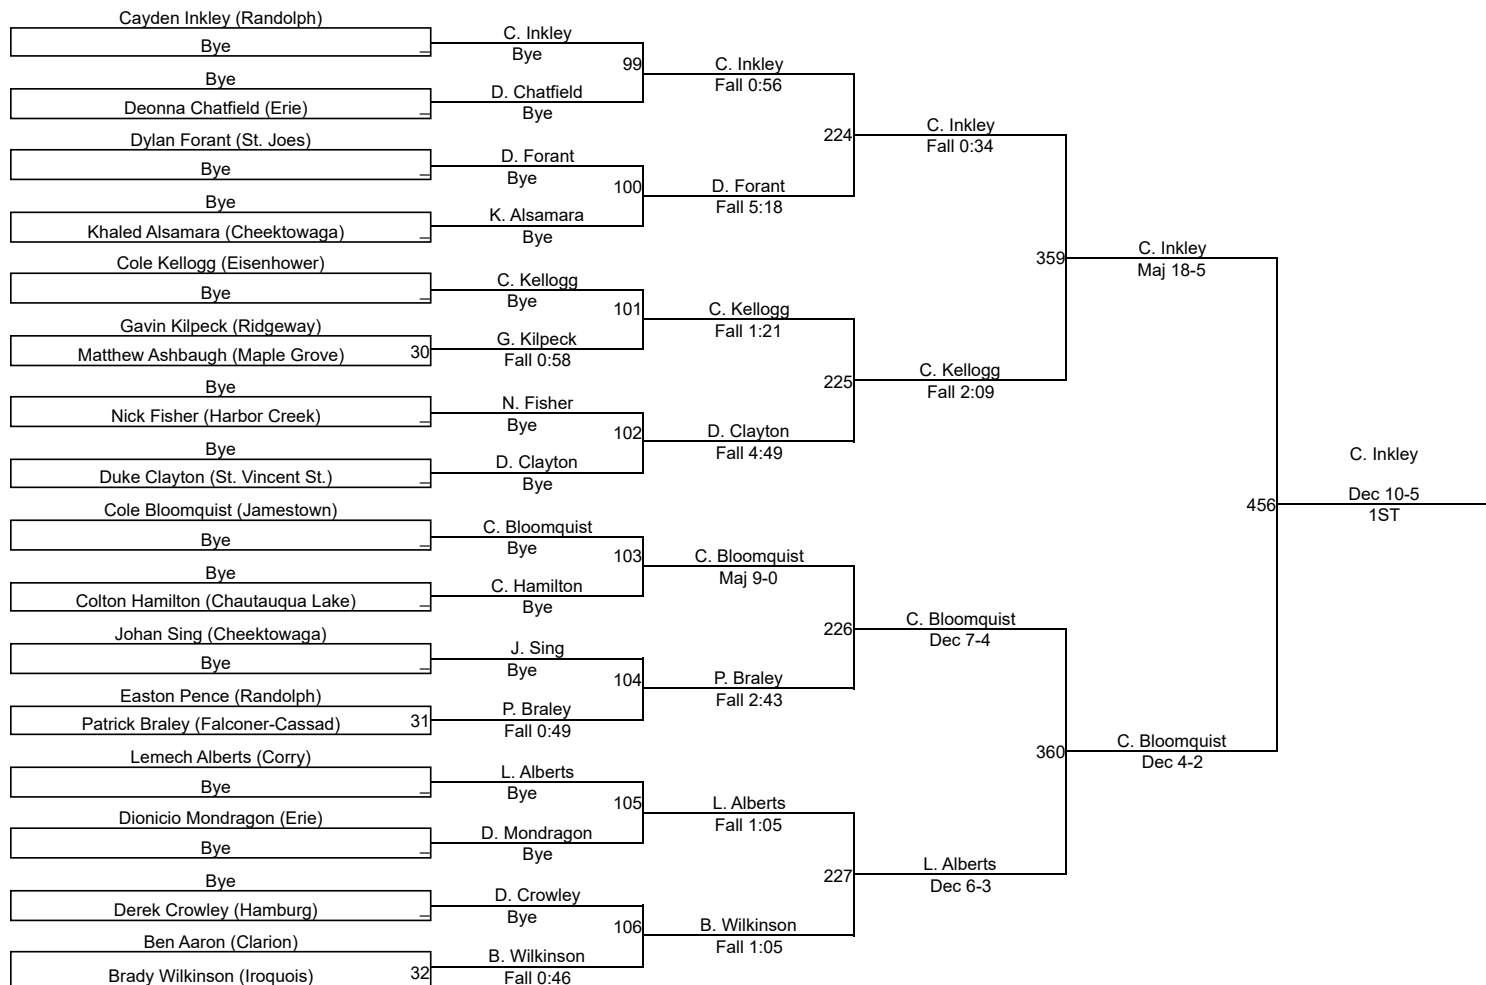 Cayden Inkley (Randolph)
Bye
Bye
Deonna Chatfield (Erie)
Dylan Forant (St. Joes)
Bye
Bye
Khaled Alsamara (Cheektowaga)
Cole Kellogg (Eisenhower)
Bye
Gavin Kilpeck (Ridgeway)
Matthew Ashbaugh (Maple Grove) 30
Bye
Nick Fisher (Harbor Creek)
Bye
Duke Clayton (St. Vincent St.)
Cole Bloomquist (Jamestown)
Bye
Bye
Colton Hamilton (Chautauqua Lake)
Johan Sing (Cheektowaga)
Bye
Easton Pence (Randolph)
Patrick Braley (Falconer-Cassad) 31
Lemech Alberts (Corry)
Bye
Dionicio Mondragon (Erie)
Bye
Bye
Derek Crowley (Hamburg)
Ben Aaron (Clarion)
Brady Wilkinson (Iroquois) 32
C. Inkley
Bye
99
D. Chatfield
Bye
D. Forant
Bye
100
K. Alsamara
Bye
C. Kellogg
Bye
101
G. Kilpeck
Fall 0:58
N. Fisher
Bye
102
D. Clayton
Bye
C. Bloomquist
Bye
103
C. Hamilton
Bye
J. Sing
Bye
104
P. Braley
Fall 0:49
L. Alberts
Bye
105
D. Mondragon
Bye
D. Crowley
Bye
106
B. Wilkinson
Fall 0:46
C. Inkley
Fall 0:56
224
D. Forant
Fall 5:18
C. Kellogg
Fall 1:21
225
D. Clayton
Fall 4:49
C. Bloomquist
Maj 9-0
226
P. Braley
Fall 2:43
L. Alberts
Fall 1:05
227
B. Wilkinson
Fall 1:05
C. Inkley
Fall 0:34
359
C. Kellogg
Fall 2:09
C. Bloomquist
Dec 7-4
360
L. Alberts
Dec 6-3
C. Inkley
Maj 18-5
456
C. Bloomquist
Dec 4-2
C. Inkley
Dec 10-5
1ST